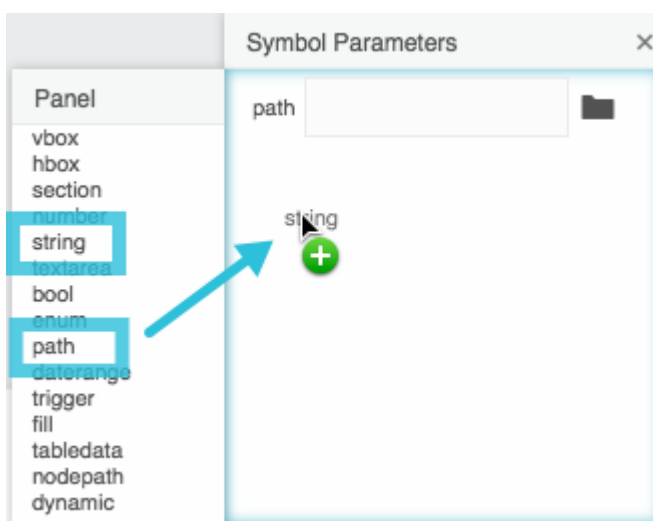 Symbol Parameters ×
Panel
path
vbox
hbox
section
number
string
textarea
bool
enum
path
daterange
trigger
fill
tabledata
nodepath
dynamic
string